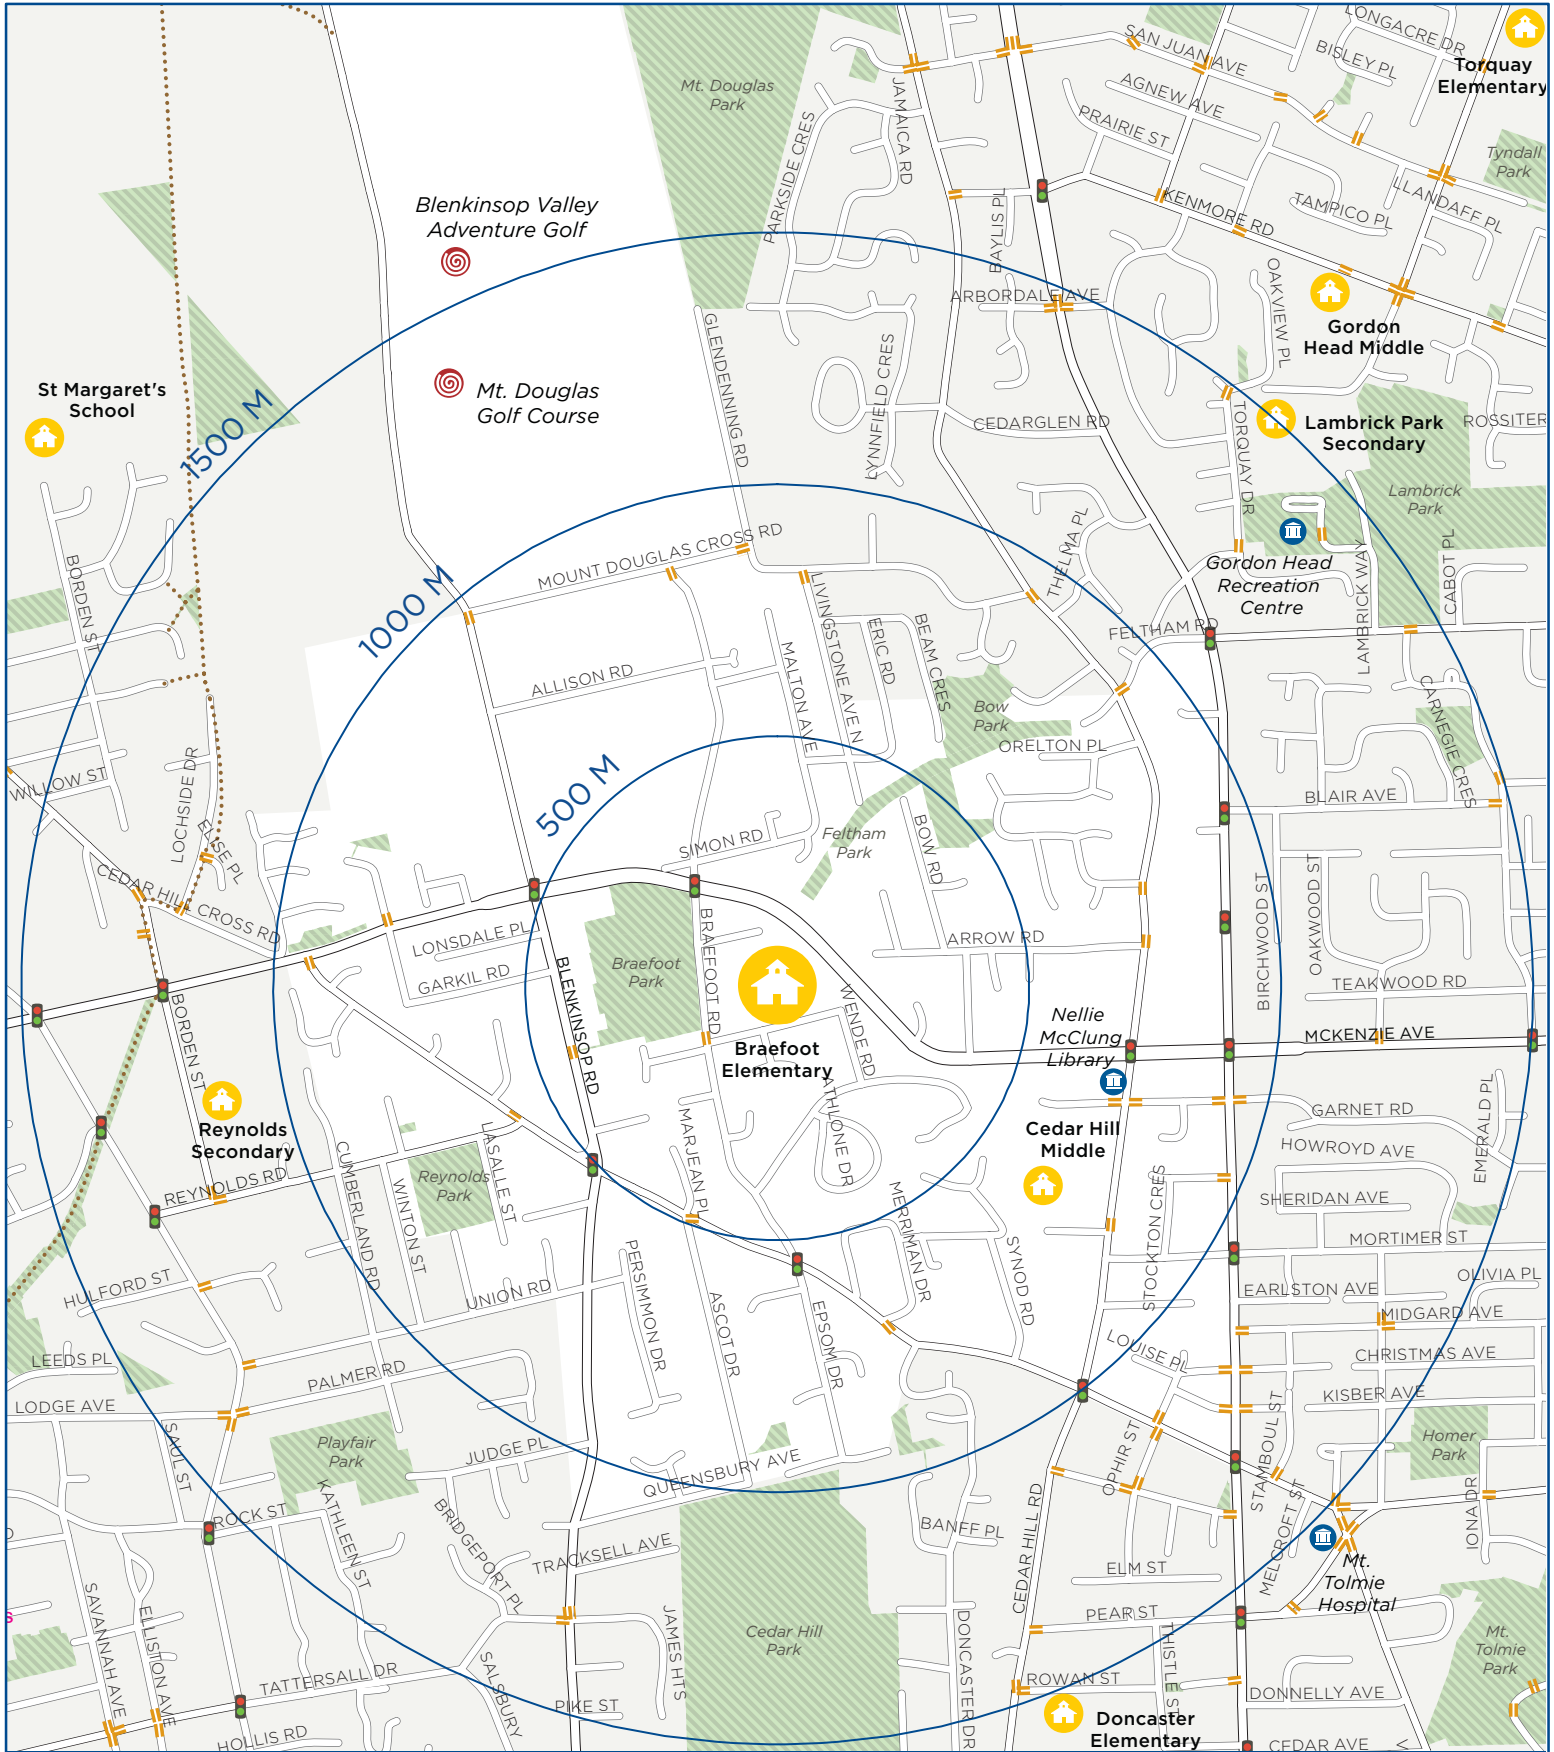 LONGACRE DR
SAN JUAN AVE
BISLEY PL
Torquay
Elementary
Mt. Douglas
Park
JAMAICA RD
AGNEW AVE
PRAIRIE ST
PARKSIDE CRES
Tyndall
Park
LLANDAFF PL
TAMPICO PL
KENMORE RD
BAYLIS PL
Blenkinsop Valley
Adventure Golf
OAKVIEW PL
ARBORDALE AVE
Gordon
Head Middle
GLENDENNING RD
LYNNFIELD CRES
St Margaret's
School
Mt. Douglas
Golf Course
1500 M
CEDARGLEN RD
TORQUAY DR
Lambrick Park
Secondary
ROSSITER
Lambrick
Park
MOUNT DOUGLAS CROSS RD
THELMA PL
Gordon Head
Recreation
Centre
LAMBRICK WAY
CABOT PL
BORDEN ST
1000 M
LIVINGSTONE AVE N
ERIC RD
BEAM CRES
FELTHAM RD
MALTON AVE
ALLISON RD
Bow
Park
CARNEGIE CRES
ORELTON PL
WILLOW ST
LOCHSIDE DR
ELISE PL
500 M
BLAIR AVE
SIMON RD
Feltham
Park
BOW RD
CEDAR HILL CROSS RD
BIRCHWOOD ST
OAKWOOD ST
LONSDALE PL
BRAEFOOT RD
ARROW RD
GARKIL RD
BLENKINSOP RD
Braefoot
Park
TEAKWOOD RD
WENDE RD
Nellie
McClung
Library
MCKENZIE AVE
BORDEN ST
Braefoot
Elementary
ATHLONE DR
EMERALD PL
Reynolds
Secondary
MARJEAN PL
LASALLE ST
Cedar Hill
Middle
GARNET RD
HOWROYD AVE
REYNOLDS RD
CUMBERLAND RD
WINTON ST
Reynolds
Park
MERRIMAN DR
STOCKTON CRES
SHERIDAN AVE
MORTIMER ST
SYNOD RD
HULFORD ST
UNION RD
PERSIMMON DR
ASCOT DR
EPSOM DR
EARLSTON AVE
OLIVIA PL
MIDGARD AVE
LOUISE PL
CHRISTMAS AVE
LEEDS PL
PALMER RD
LODGE AVE
KISBER AVE
SAUL ST
Playfair
Park
JUDGE PL
QUEENSBURY AVE
OPHIR ST
STAMBOUL ST
Homer
Park
KATHLEEN ST
ROCK ST
BRIDGEPORT PL
CEDAR HILL RD
BANFF PL
MELCROFT ST
IONA DR
TRACKSELL AVE
ELM ST
Mt.
Tolmie
Hospital
SAVANNAH AVE
ELLISTON AVE
JAMES HTS
Cedar Hill
Park
DONCASTER DR
PEAR ST
THISTLE ST
Mt.
Tolmie
Park
TATTERSALL DR
SALSBURY
PIKE ST
ROWAN ST
DONNELLY AVE
HOLLIS RD
Doncaster
Elementary
CEDAR AVE